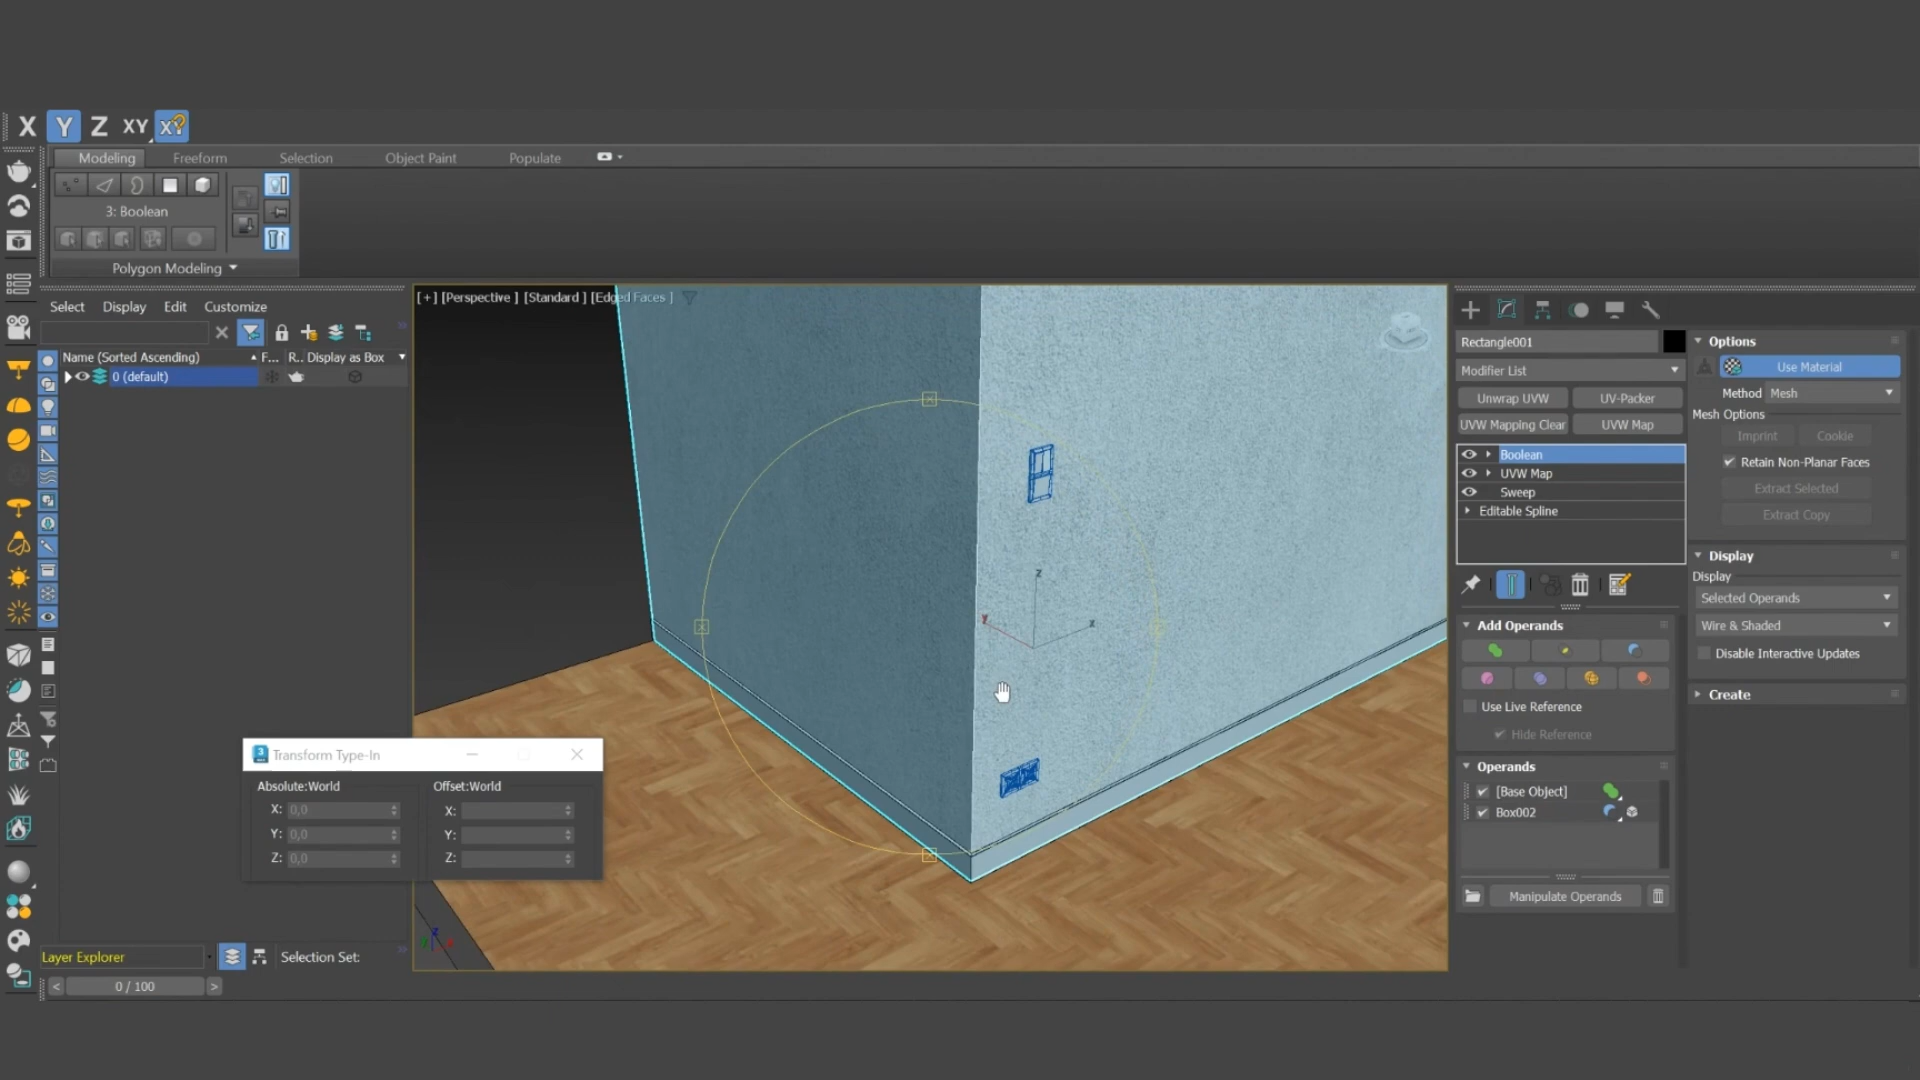 X Y Z XY X?
Modeling Freeform Selection Object Paint Populate
3: Boolean
Polygon Modeling
Select Display Edit Customize
Name (Sorted Ascending) F... R.. Display as Box
0 (default)
[+] [Perspective ] [Standard ] [Edged Faces ]
Rectangle001
Modifier List
Unwrap UVW UV-Packer
UVW Mapping Clear UVW Map
Boolean
UVW Map
Sweep
Editable Spline
Add Operands
Use Live Reference
Hide Reference
Operands
[Base Object]
Box002
Manipulate Operands
Options
Use Material
Method Mesh
Mesh Options
Imprint Cookie
Retain Non-Planar Faces
Extract Selected
Extract Copy
Display
Display
Selected Operands
Wire & Shaded
Disable Interactive Updates
Create
z
y
z
3 Transform Type-In
Absolute:World Offset:World
X: 0,0 X:
Y: 0,0 Y:
Z: 0,0 Z:
Layer Explorer Selection Set:
< 0 / 100 >